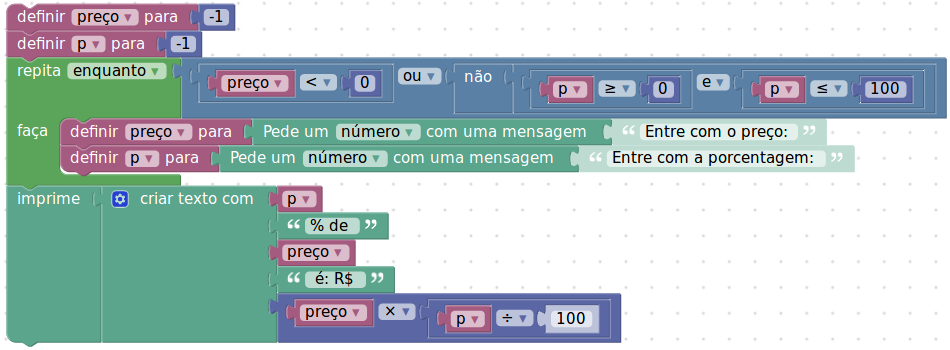 definir preço para -1
definir p para -1
repita enquanto preço < 0 ou não p ≥ 0 e p ≤ 100
faça definir preço para Pede um número com uma mensagem “ Entre com o preço: ”
definir p para Pede um número com uma mensagem “ Entre com a porcentagem: ”
imprime criar texto com p
“ % de ”
preço
“ é: R$ ”
preço × p ÷ 100